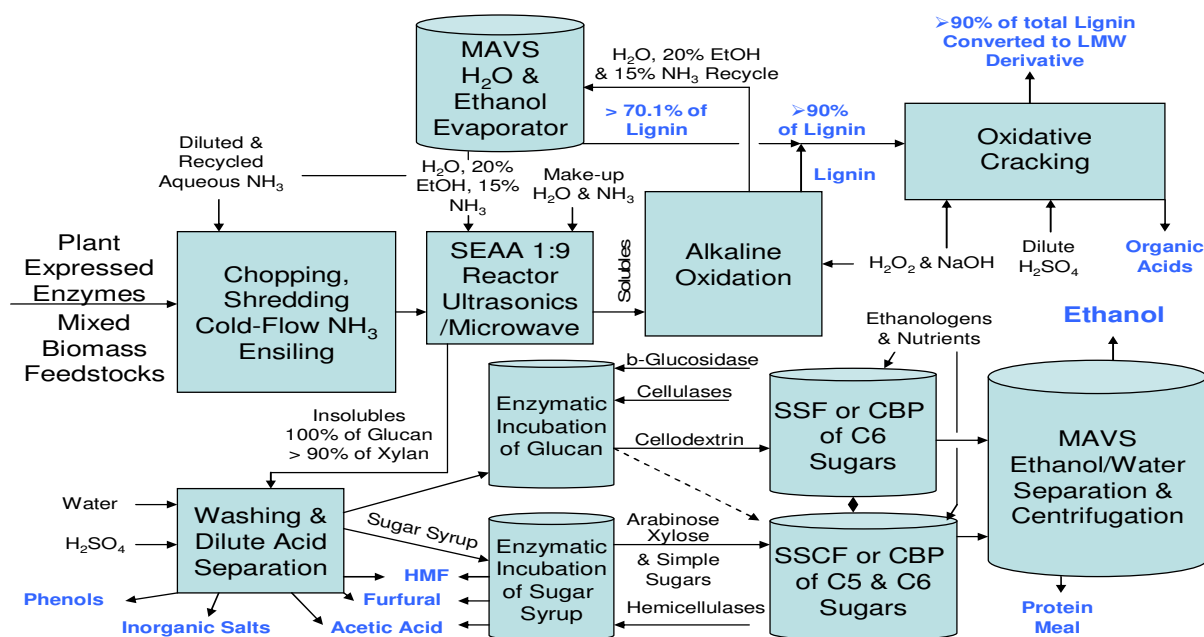 MAVS
H2O &
Ethanol
Evaporator
H2O, 20% EtOH
& 15% NH3 Recycle
➢90% of total Lignin
Converted to LMW
Derivative
> 70.1% of
Lignin
➢90%
of Lignin
Oxidative
Cracking
Diluted &
Recycled
Aqueous NH3
H2O, 20%
EtOH, 15%
NH3
Make-up
H2O & NH3
Lignin
Plant
Expressed
Enzymes
Mixed
Biomass
Feedstocks
Chopping,
Shredding
Cold-Flow NH3
Ensiling
SEAA 1:9
Reactor
Ultrasonics
/Microwave
Solubles
Alkaline
Oxidation
H2O2 & NaOH
Dilute
H2SO4
Organic
Acids
Ethanol
Ethanologens
& Nutrients
Insolubles
100% of Glucan
> 90% of Xylan
Enzymatic
Incubation
of Glucan
b-Glucosidase
Cellulases
Cellodextrin
SSF or CBP
of C6
Sugars
MAVS
Ethanol/Water
Separation &
Centrifugation
Water
H2SO4
Washing &
Dilute Acid
Separation
Sugar Syrup
Enzymatic
Incubation
of Sugar
Syrup
Arabinose
Xylose
& Simple
Sugars
Hemicellulases
SSCF or CBP
of C5 & C6
Sugars
HMF
Furfural
Acetic Acid
Phenols
Inorganic Salts
Protein
Meal